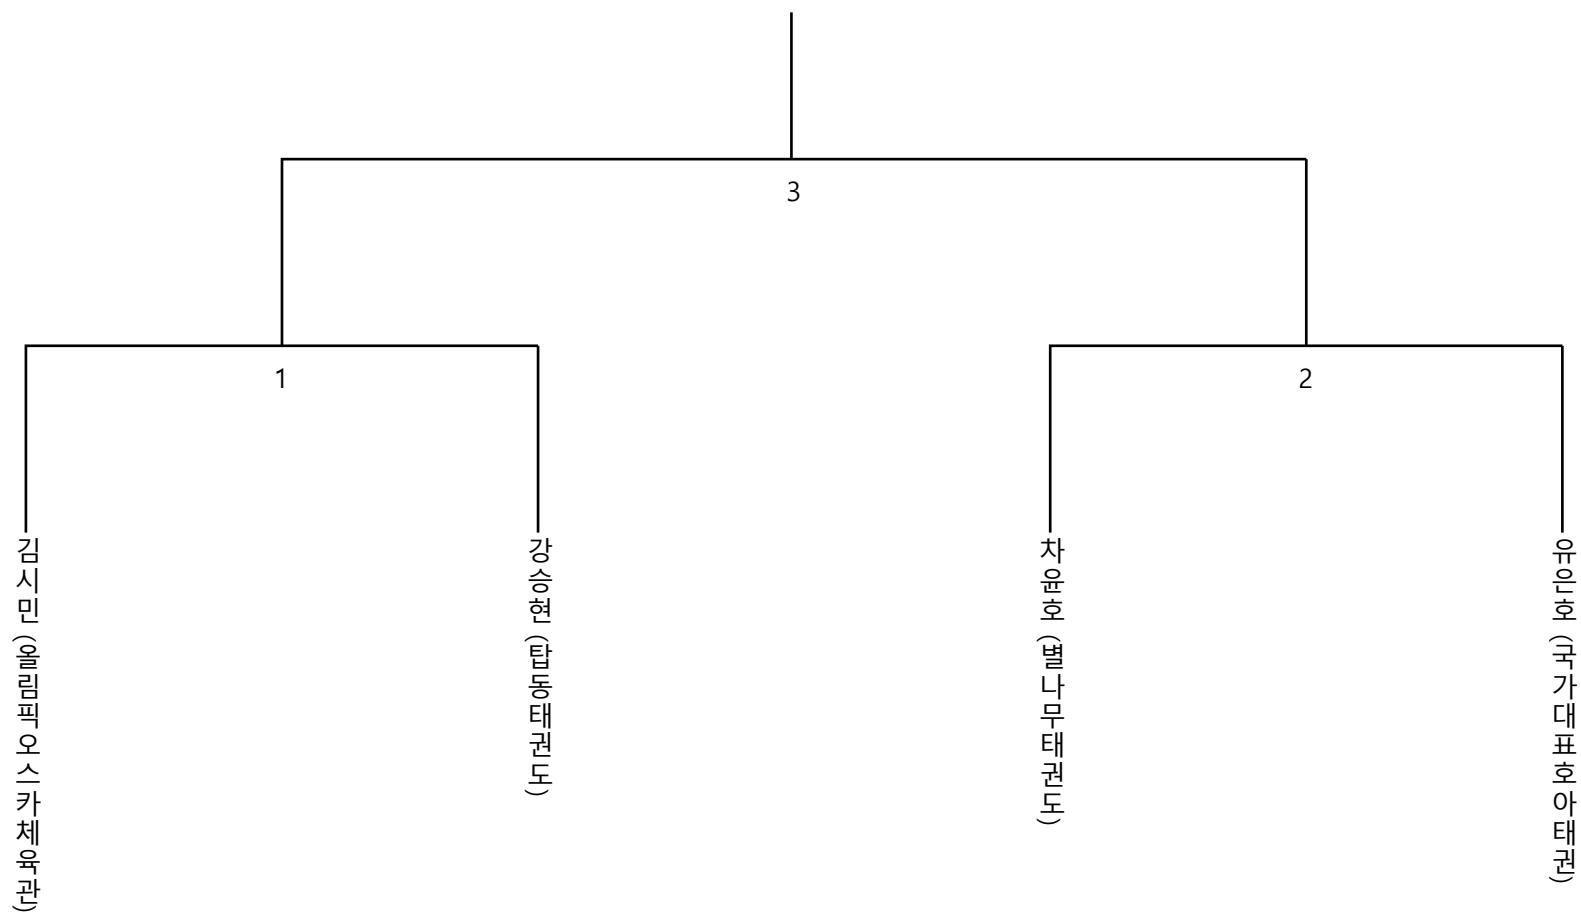 3
1
2
김시민 (올림픽오스카체육관)
강승현 (탑동태권도)
차윤호 (별나무태권도)
유은호 (국가대표호아태권)